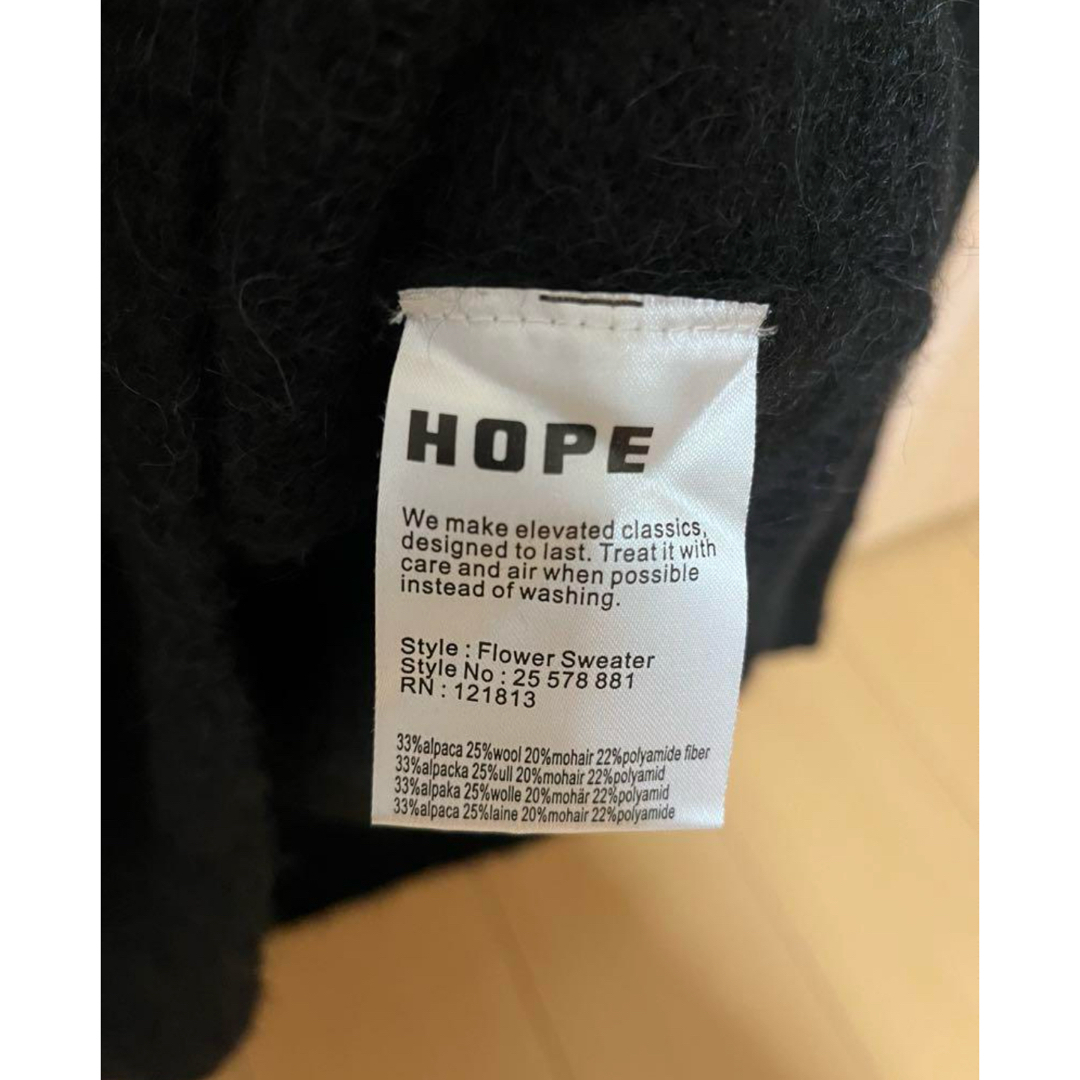 HOPE
We make elevated classics,
designed to last. Treat it with
care and air when possible
instead of washing.
Style : Flower Sweater
Style No : 25 578 881
RN : 121813
33%alpaca 25%wool 20%mohair 22%polyamide fiber
33%alpacka 25%ull 20%mohair 22%polyamid
33%alpaka 25%wolle 20%mohär 22%polyamid
33%alpaca 25%laine 20%mohair 22%polyamide